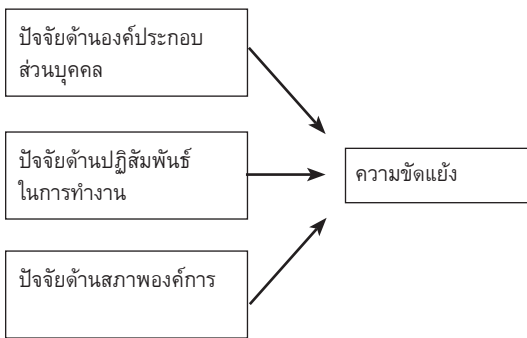 ปัจจัยด้านองค์ประกอบ
ส่วนบุคคล
ปัจจัยด้านปฏิสัมพันธ์
ในการทำงาน
ความขัดแย้ง
ปัจจัยด้านสภาพองค์การ